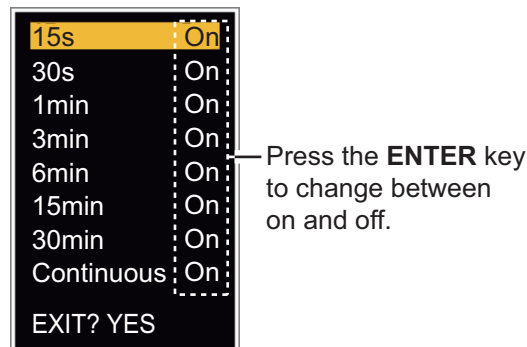 15s On
30s On
1min On
3min On
6min On
15min On
30min On
Continuous On
EXIT? YES
Press the ENTER key
to change between
on and off.